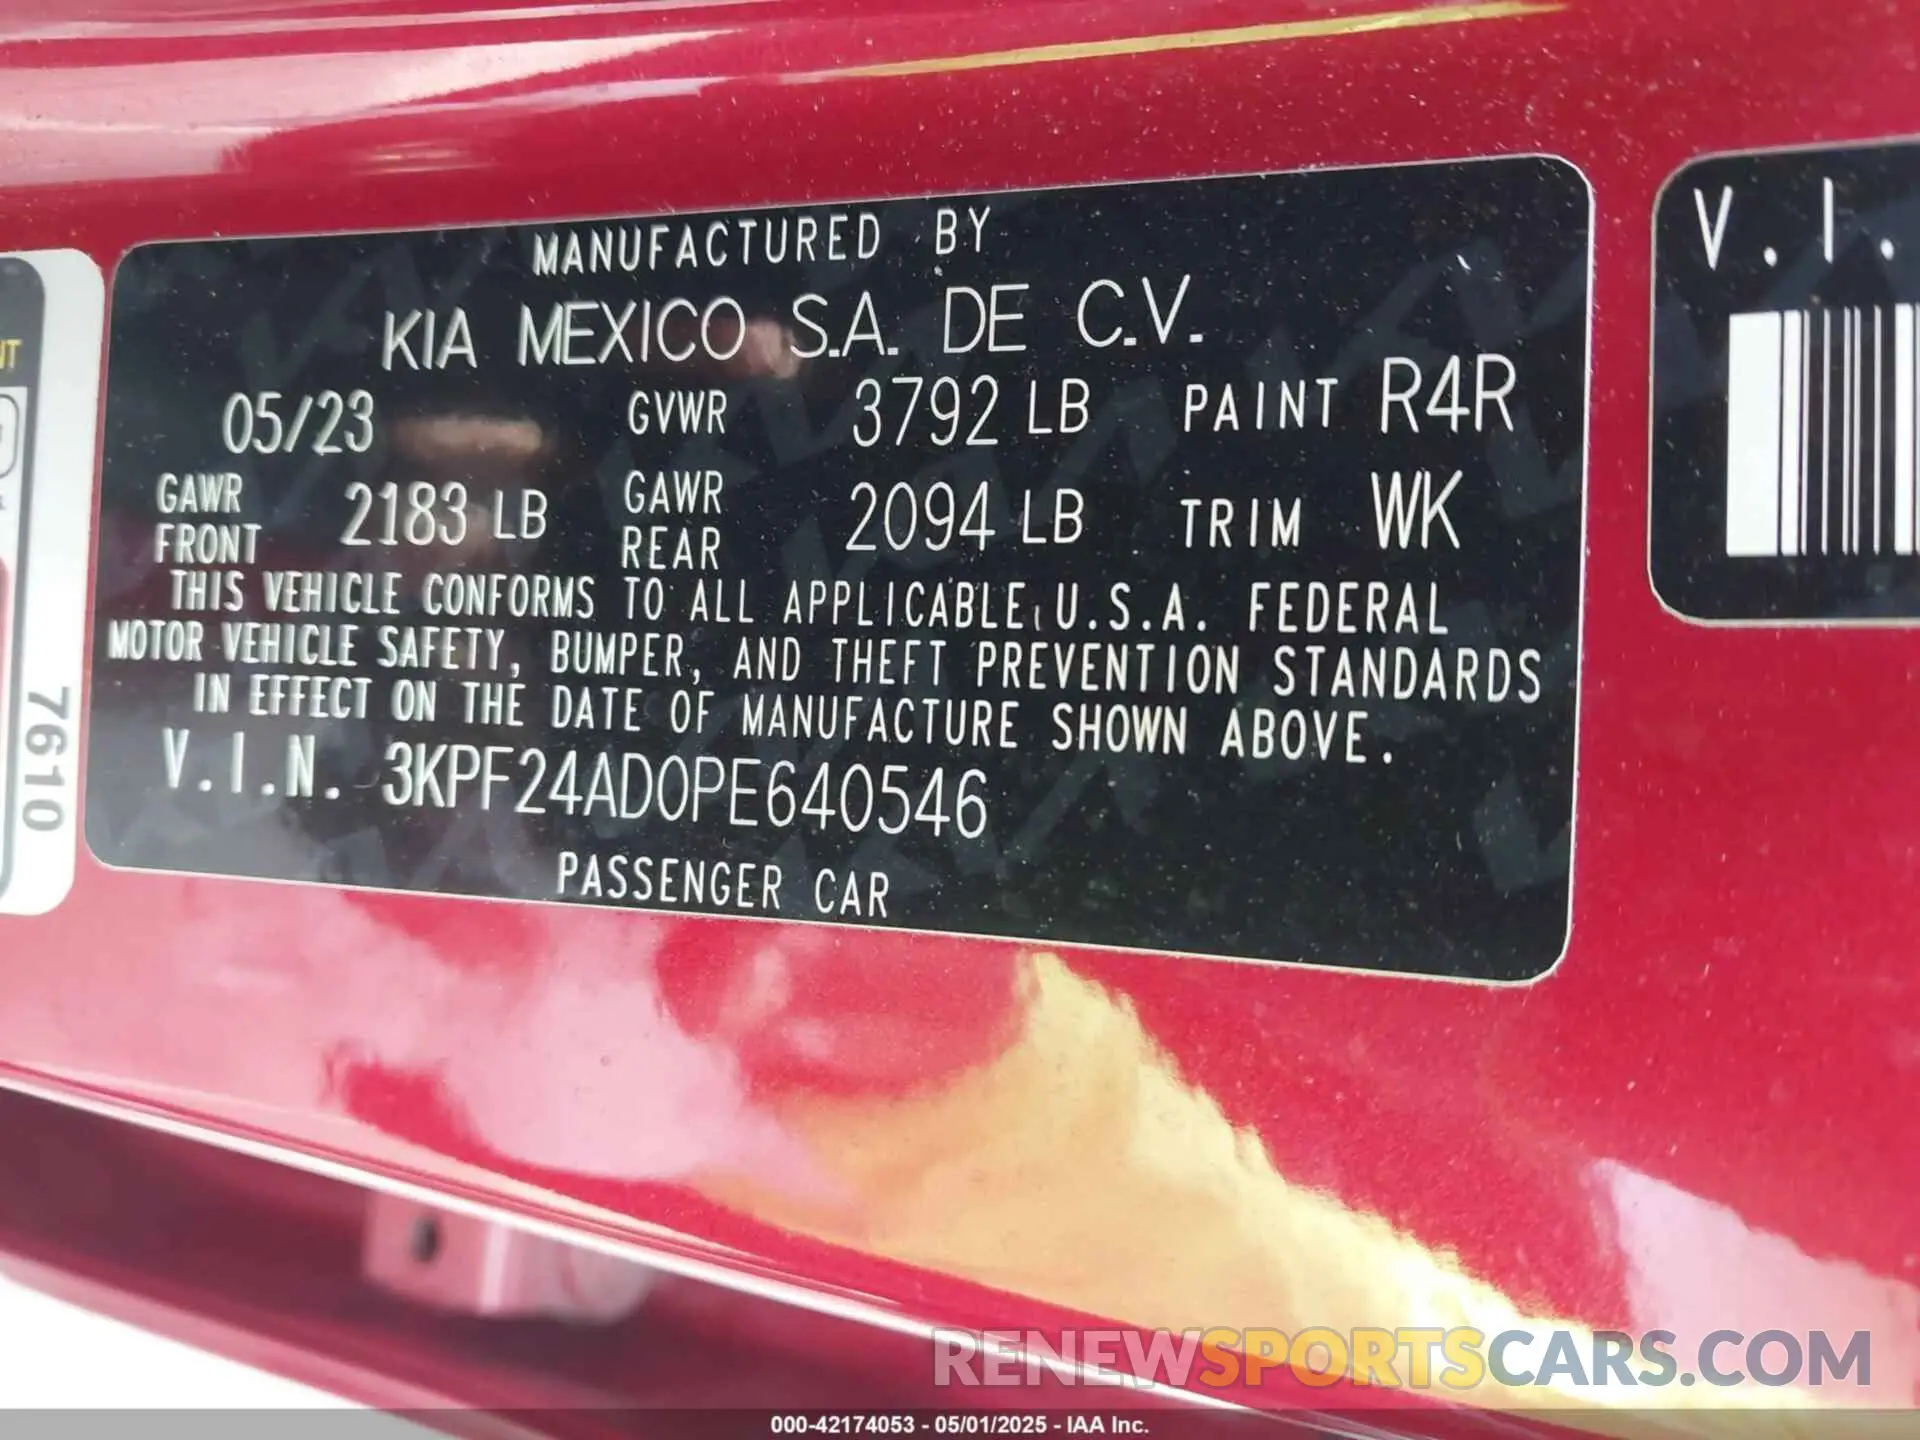 MANUFACTURED BY
KIA MEXICO S.A. DE C.V.
05/23 GVWR 3792 LB PAINT R4R
GAWR FRONT 2183 LB GAWR REAR 2094 LB TRIM WK
THIS VEHICLE CONFORMS TO ALL APPLICABLE U.S.A. FEDERAL
MOTOR VEHICLE SAFETY, BUMPER, AND THEFT PREVENTION STANDARDS
IN EFFECT ON THE DATE OF MANUFACTURE SHOWN ABOVE.
V.I.N. 3KPF24AD0PE640546
PASSENGER CAR
V.I.
7610
RENEWSPORTSCARS.COM
000-42174053 - 05/01/2025 - IAA Inc.